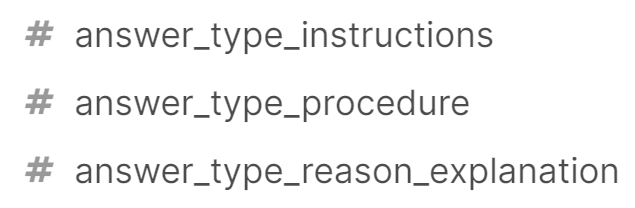 # answer_type_instructions
# answer_type_procedure
# answer_type_reason_explanation